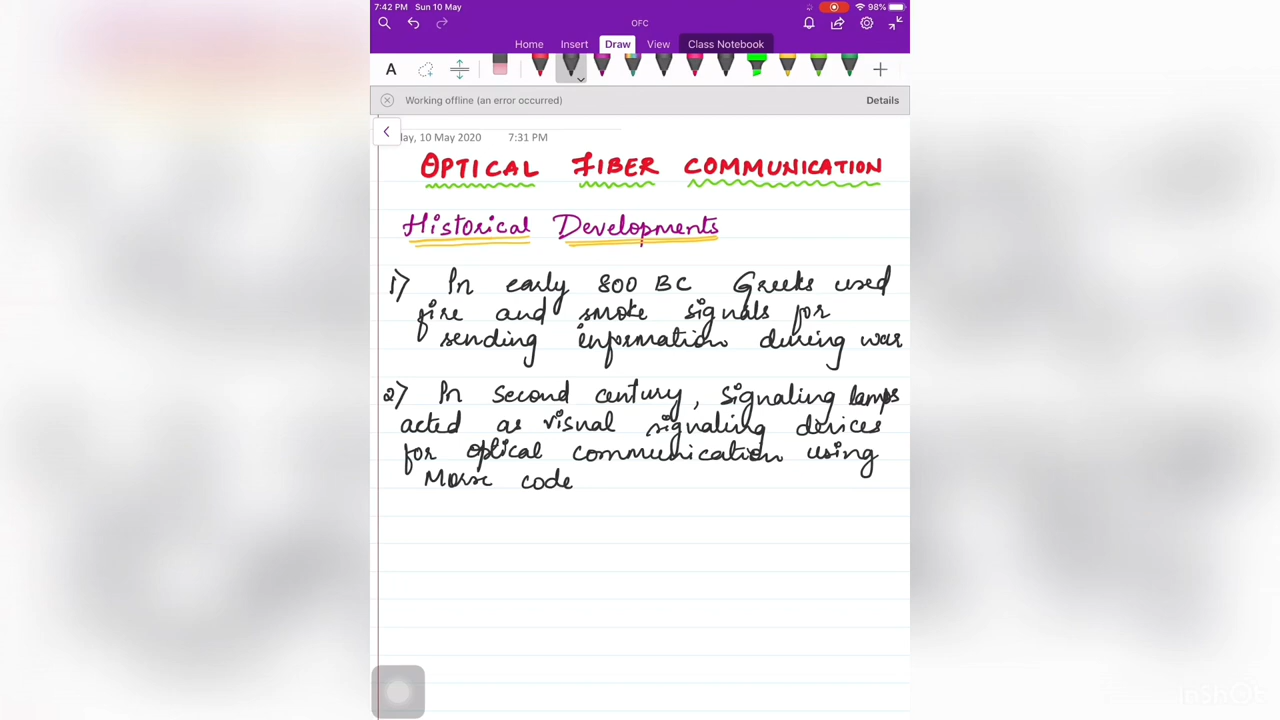 7:42 PM Sun 10 May 98%
OFC
Home Insert Draw View Class Notebook
A
Working offline (an error occurred) Details
lay, 10 May 2020 7:31 PM
OPTICAL FIBER COMMUNICATION
Historical Developments
1) In early 800 BC Greeks used
fire and smoke signals for
sending information during war
2) In second century, signaling lamps
acted as visual signaling devices
for optical communication using
Morse code
InShOt